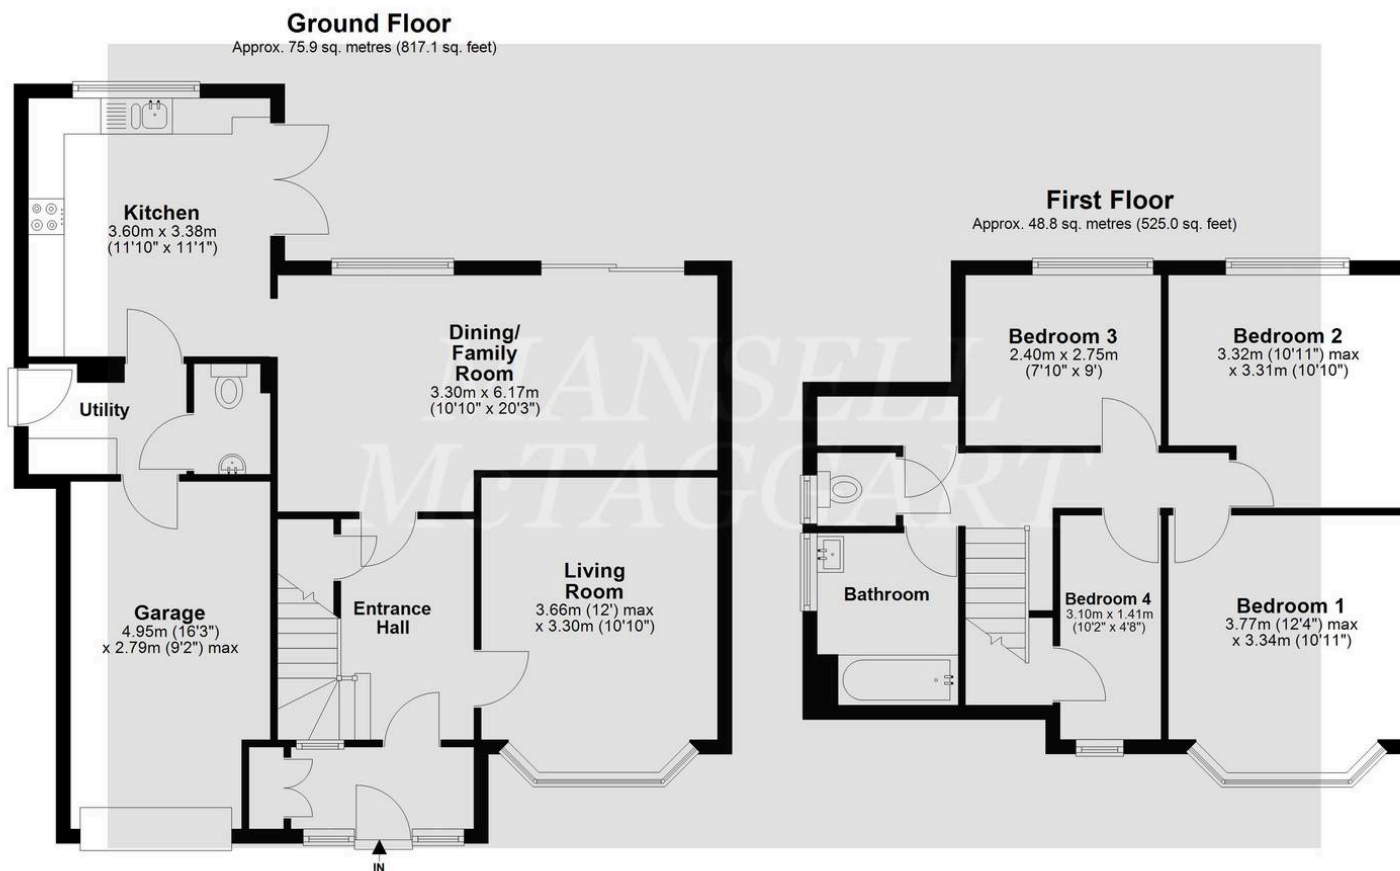 Ground Floor
Approx. 75.9 sq. metres (817.1 sq. feet)
Kitchen
3.60m x 3.38m
(11'10" x 11'1")
Dining/
Family
Room
3.30m x 6.17m
(10'10" x 20'3")
Utility
Garage
4.95m (16'3")
x 2.79m (9'2") max
Entrance
Hall
Living
Room
3.66m (12') max
x 3.30m (10'10")
IN
First Floor
Approx. 48.8 sq. metres (525.0 sq. feet)
Bedroom 3
2.40m x 2.75m
(7'10" x 9')
Bedroom 2
3.32m (10'11") max
x 3.31m (10'10")
Bathroom
Bedroom 4
3.10m x 1.41m
(10'2" x 4'8")
Bedroom 1
3.77m (12'4") max
x 3.34m (10'11")
MANSELL
McTAGGART